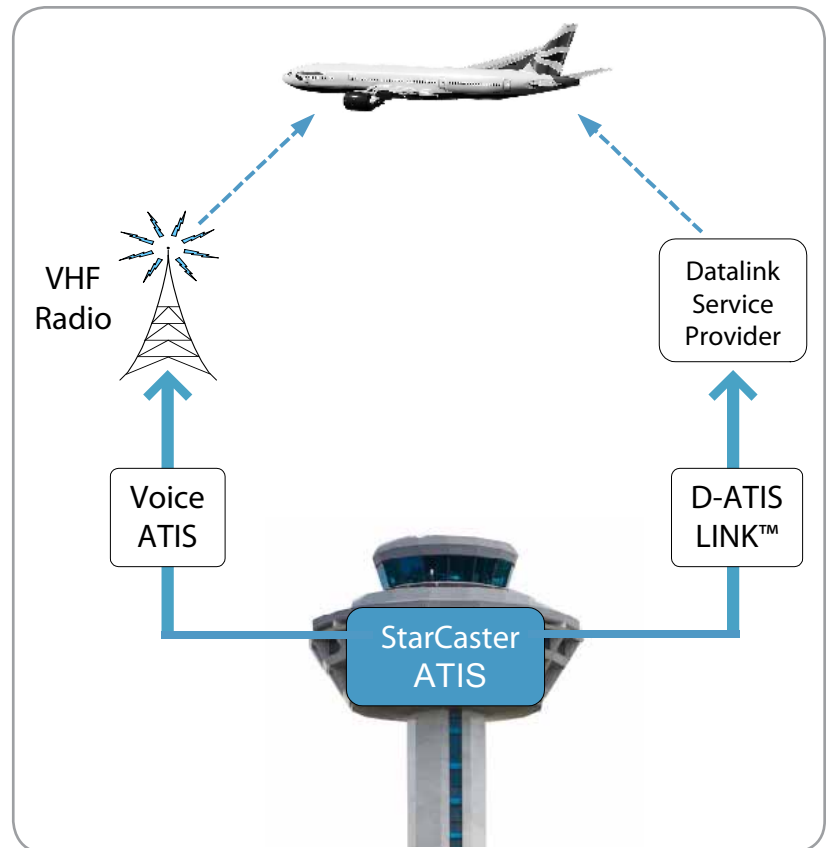 VHF
Radio
Datalink
Service
Provider
Voice
ATIS
D-ATIS
LINK™
StarCaster
ATIS